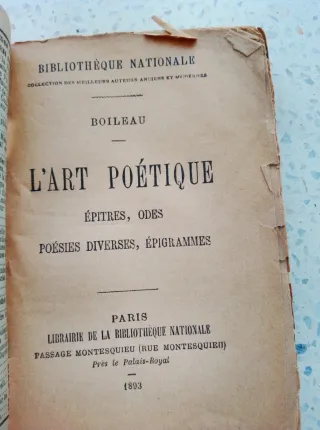 BIBLIOTHÈQUE NATIONALE
COLLECTION DES MEILLEURS AUTEURS ANCIENS ET MODERNES
BOILEAU
L'ART POÉTIQUE
ÉPITRES, ODES
POÉSIES DIVERSES, ÉPIGRAMMES
PARIS
LIBRAIRIE DE LA BIBLIOTHÈQUE NATIONALE
PASSAGE MONTESQUIEU (RUE MONTESQUIEU)
Près le Palais-Royal
1893